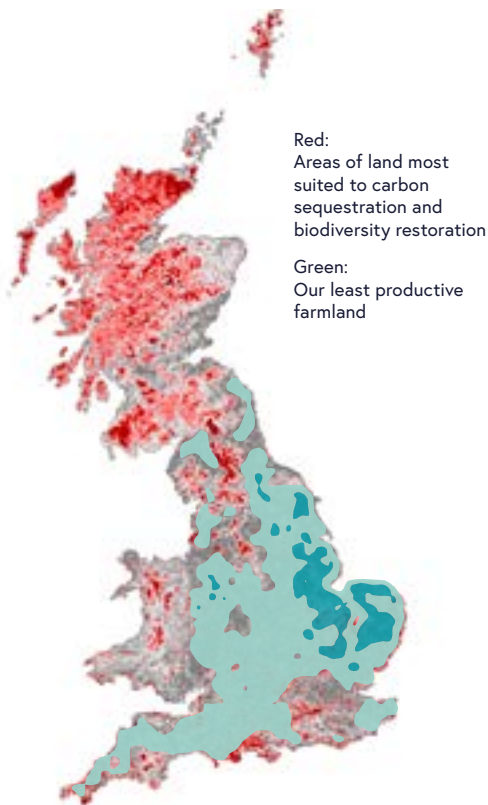 Red:
Areas of land most
suited to carbon
sequestration and
biodiversity restoration
Green:
Our least productive
farmland